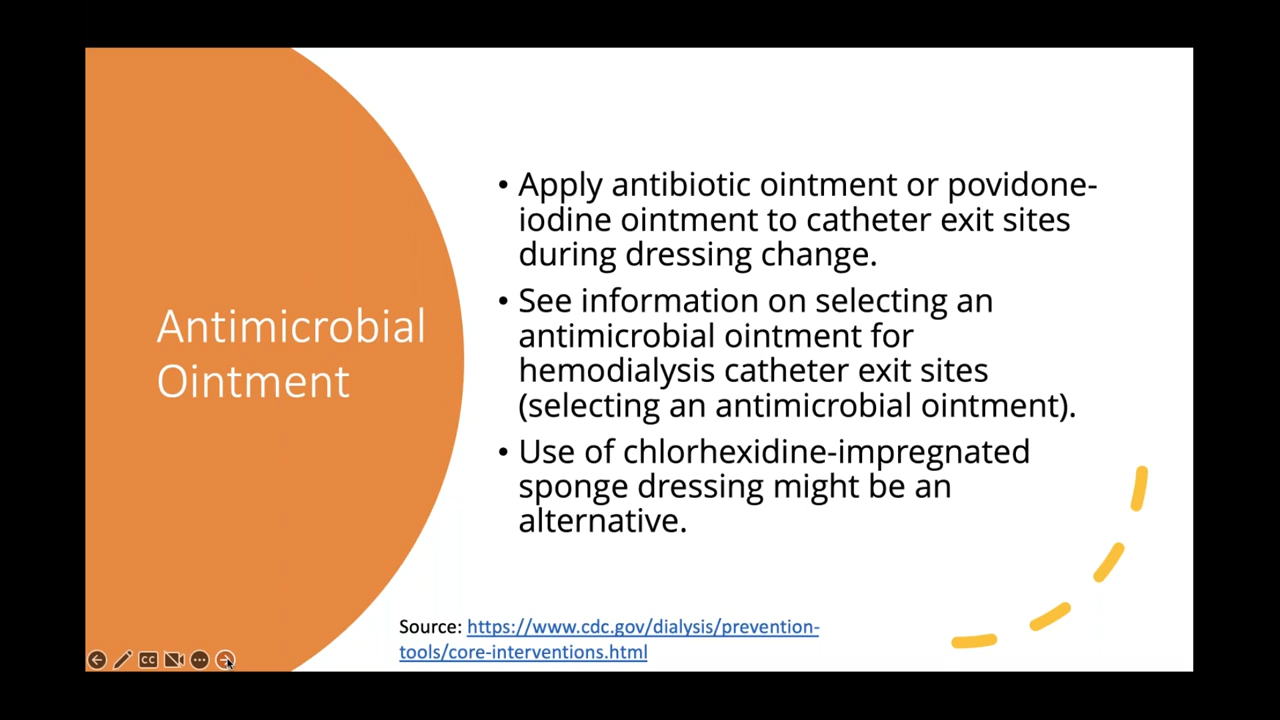 Antimicrobial
Ointment
• Apply antibiotic ointment or povidone-
iodine ointment to catheter exit sites
during dressing change.
• See information on selecting an
antimicrobial ointment for
hemodialysis catheter exit sites
(selecting an antimicrobial ointment).
• Use of chlorhexidine-impregnated
sponge dressing might be an
alternative.
Source: https://www.cdc.gov/dialysis/prevention-
tools/core-interventions.html
CC